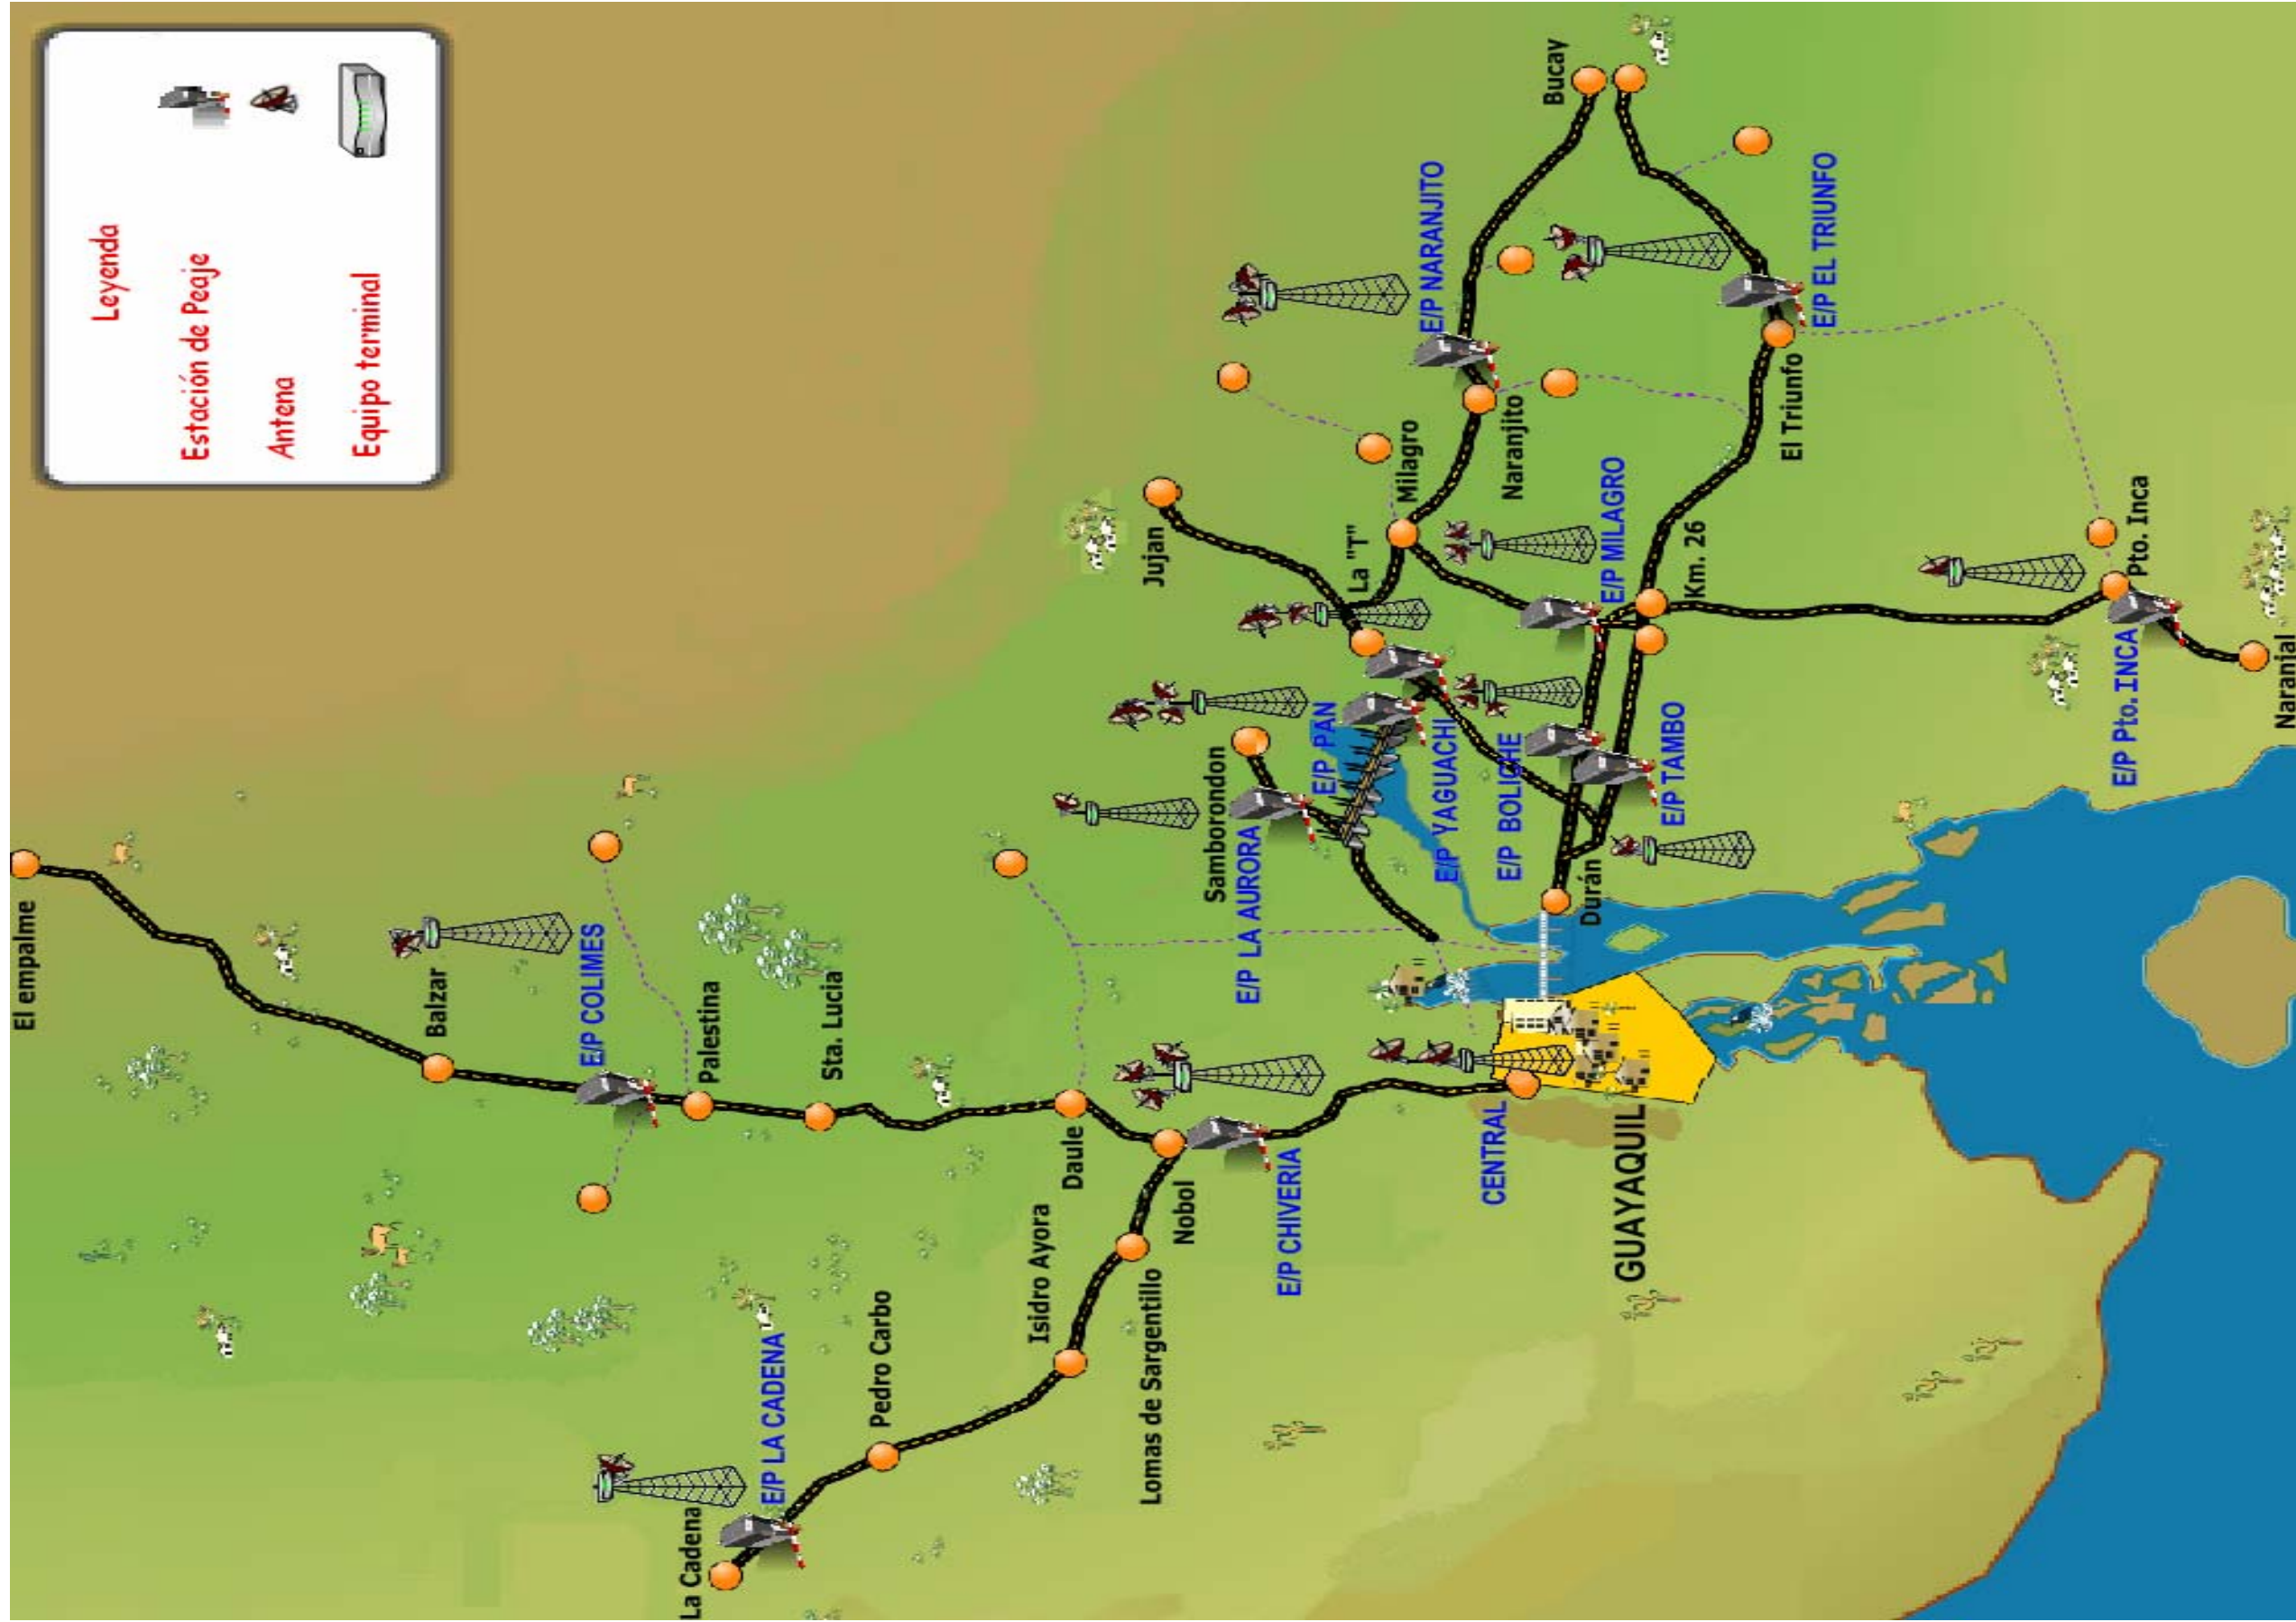 Leyenda
Estación de Peaje
Antena
Equipo terminal
El empalme
Balzar
E/P COLIMES
Palestina
Sta. Lucia
La Cadena
E/P LA CADENA
Pedro Carbo
Isidro Ayora
Daule
Lomas de Sargentillo
Nobol
E/P CHIVERIA
CENTRAL
GUAYAQUIL
Samborondon
E/P LA AURORA
E/P PAN
E/P YAGUACHI
E/P BOLICHE
Durán
E/P TAMBO
Jujan
La "T"
Milagro
E/P MILAGRO
Km. 26
Naranjito
E/P NARANJITO
Bucay
El Triunfo
E/P EL TRIUNFO
Pto. Inca
E/P Pto. INCA
Naranjal